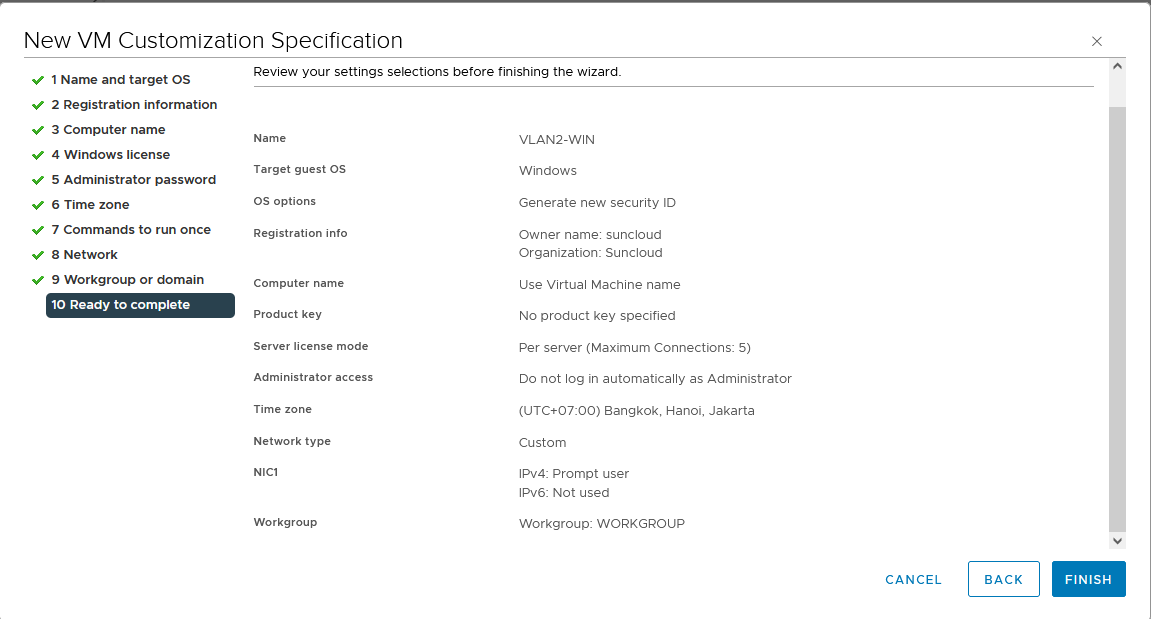 New VM Customization Specification
1 Name and target OS
2 Registration information
3 Computer name
4 Windows license
5 Administrator password
6 Time zone
7 Commands to run once
8 Network
9 Workgroup or domain
10 Ready to complete
Review your settings selections before finishing the wizard.
Name VLAN2-WIN
Target guest OS Windows
OS options Generate new security ID
Registration info Owner name: suncloud
Organization: Suncloud
Computer name Use Virtual Machine name
Product key No product key specified
Server license mode Per server (Maximum Connections: 5)
Administrator access Do not log in automatically as Administrator
Time zone (UTC+07:00) Bangkok, Hanoi, Jakarta
Network type Custom
NIC1 IPv4: Prompt user
IPv6: Not used
Workgroup Workgroup: WORKGROUP
CANCEL BACK FINISH